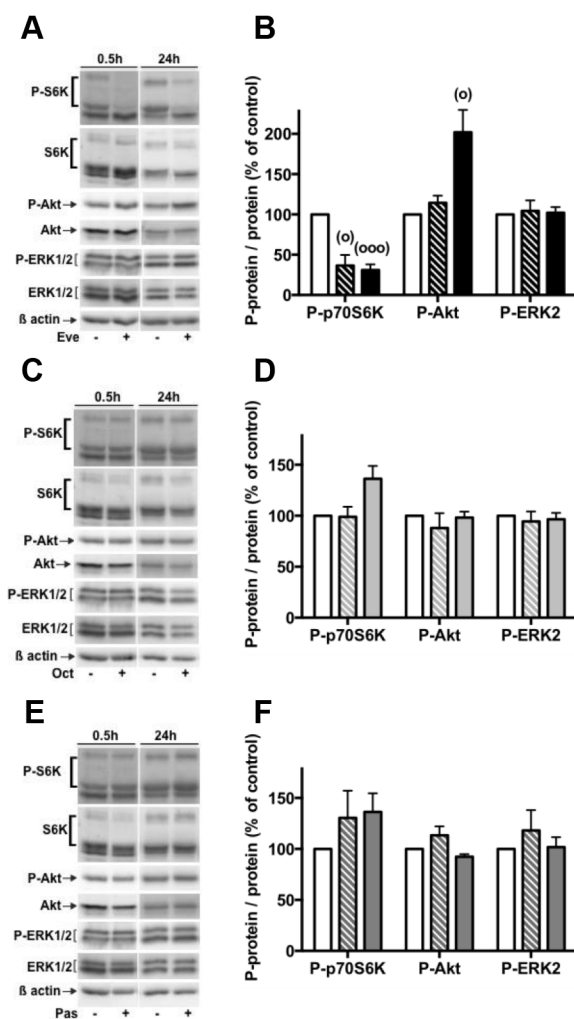 A
0.5h 24h
P-S6K
S6K
P-Akt→
Akt→
P-ERK1/2
ERK1/2
ß actin→
Eve - + - +
B
P-protein / protein (% of control)
200
150
100
50
0
(o)
(ooo)
(o)
P-p70S6K P-Akt P-ERK2
C
0.5h 24h
P-S6K
S6K
P-Akt→
Akt→
P-ERK1/2
ERK1/2
ß actin→
Oct - + - +
D
P-protein / protein (% of control)
150
100
50
0
P-p70S6K P-Akt P-ERK2
E
0.5h 24h
P-S6K
S6K
P-Akt→
Akt→
P-ERK1/2
ERK1/2
ß actin→
Pas - + - +
F
P-protein / protein (% of control)
150
100
50
0
P-p70S6K P-Akt P-ERK2